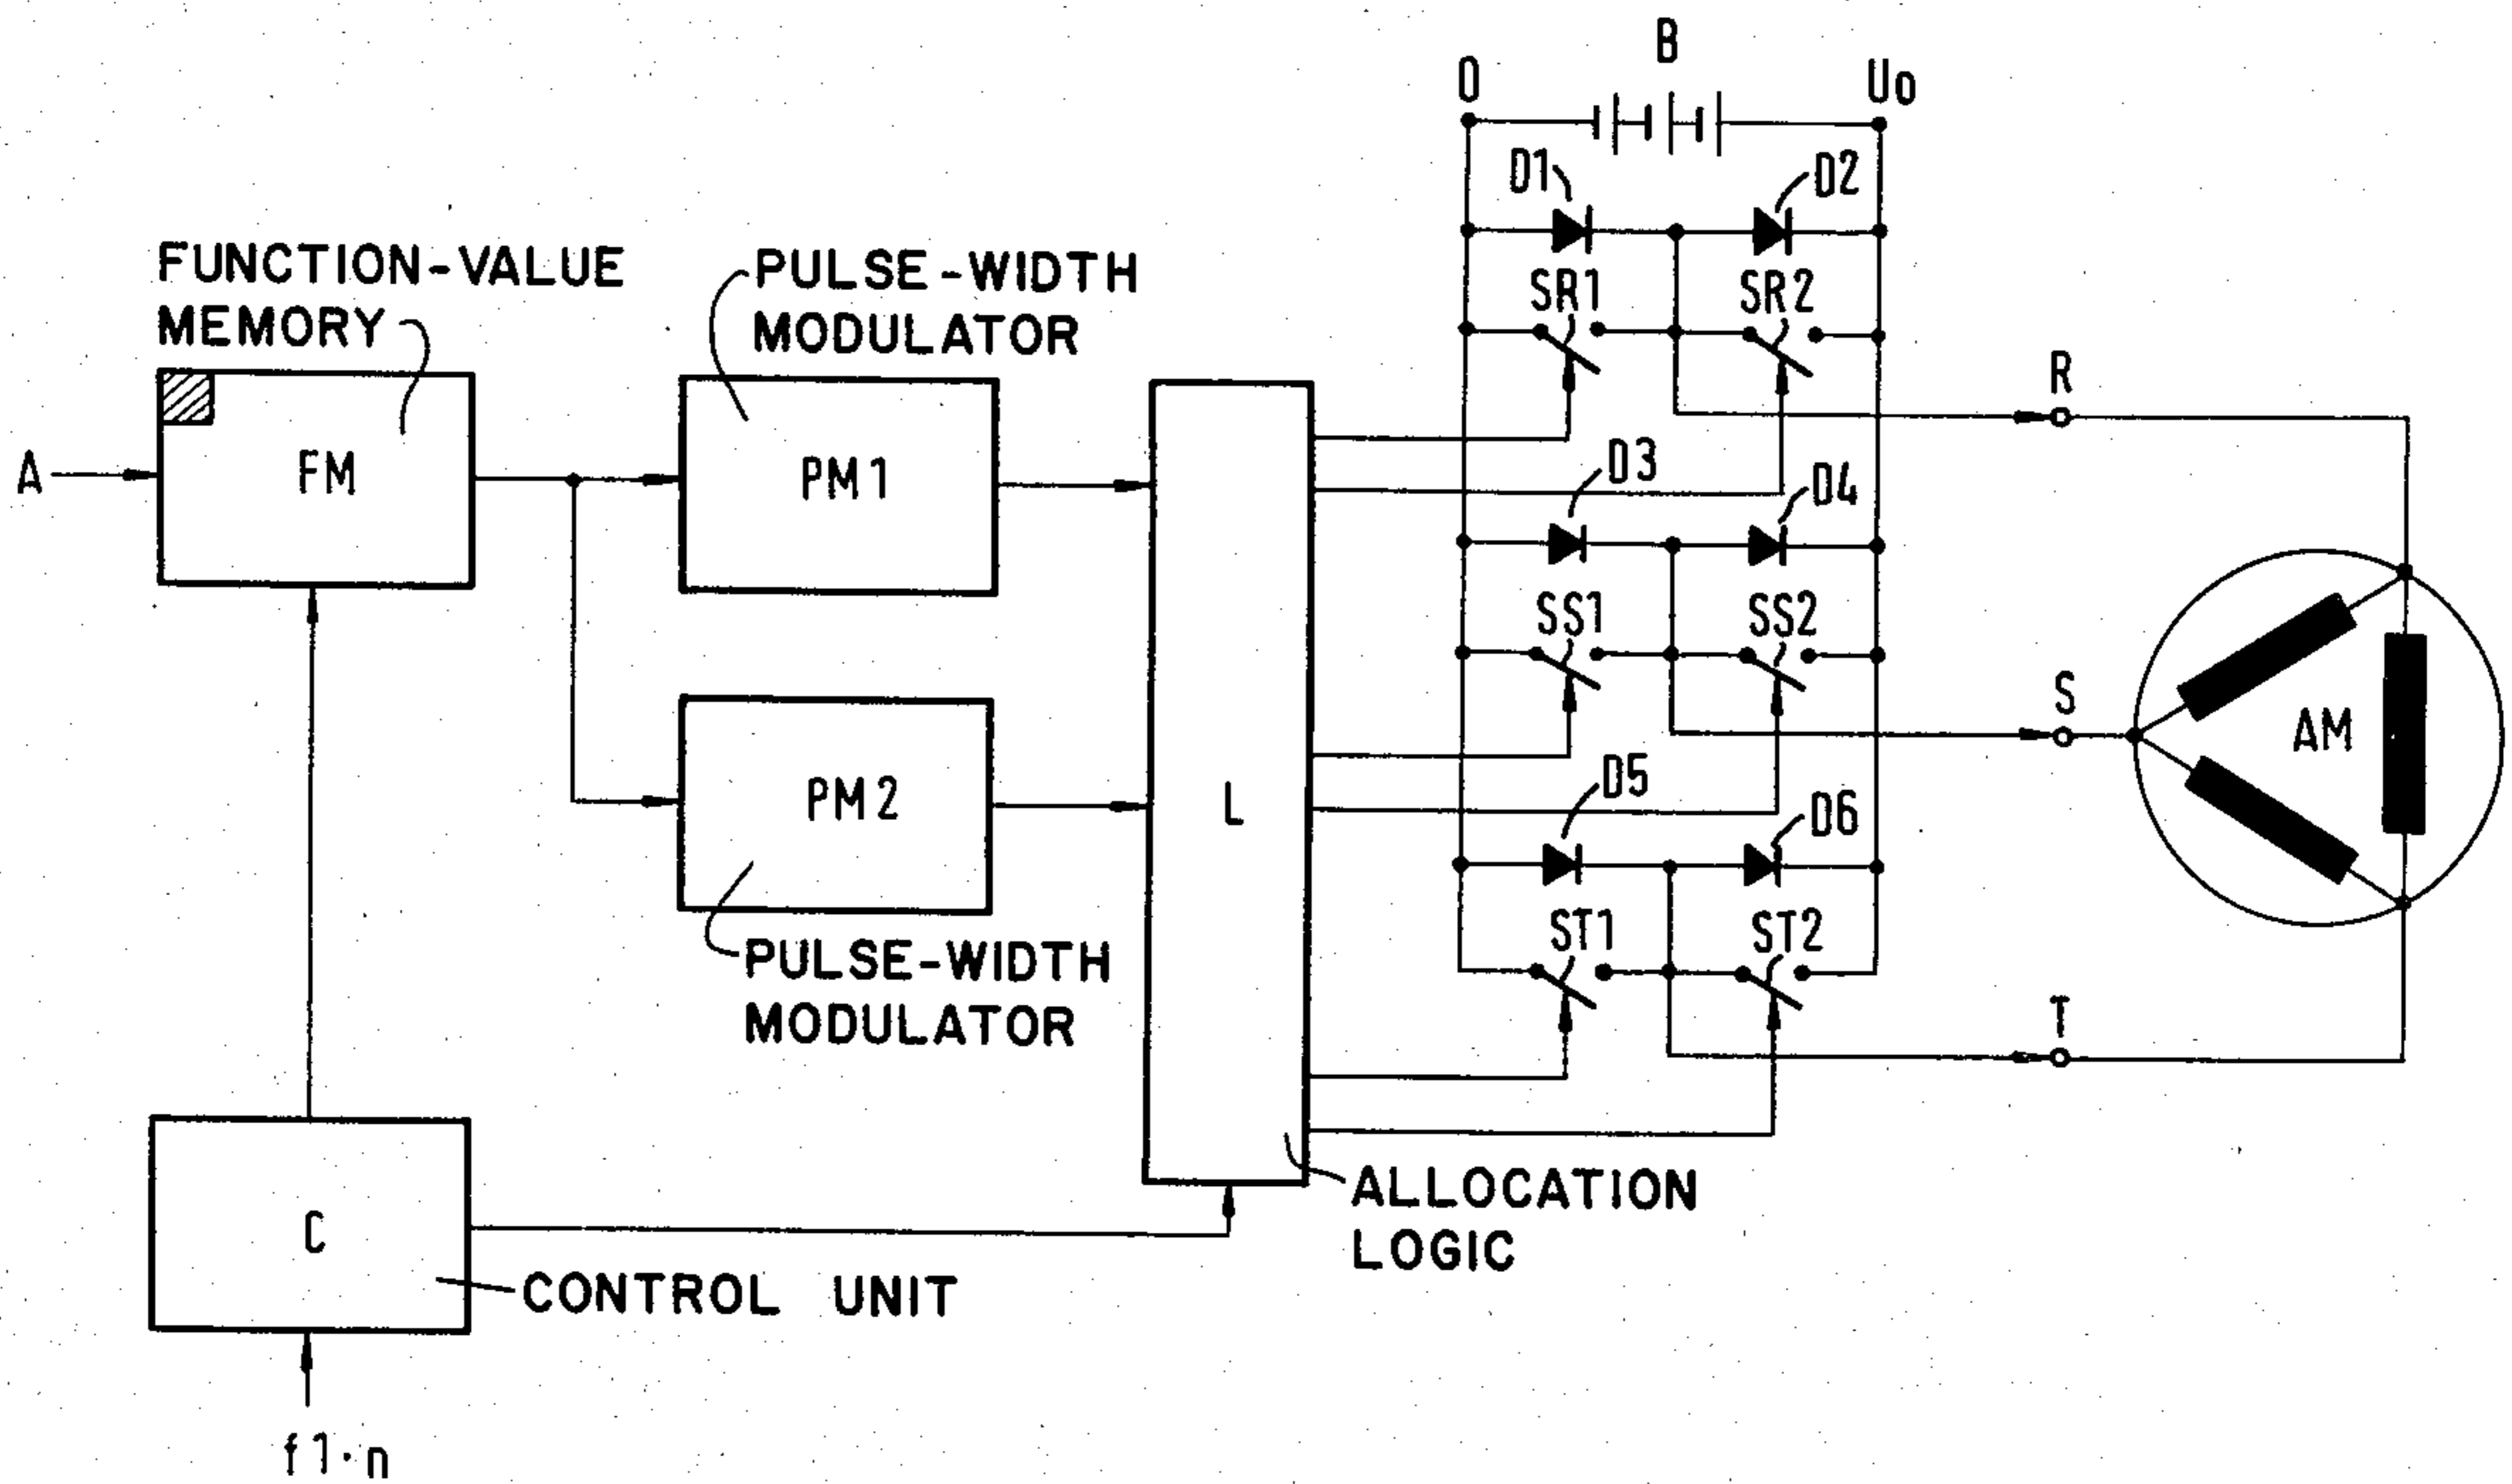 B
0
Uo
D1
D2
FUNCTION-VALUE
MEMORY
PULSE-WIDTH
MODULATOR
SR1
SR2
R
A
FM
PM1
D3
D4
SS1
SS2
S
AM
PM2
L
D5
D6
ST1
ST2
PULSE-WIDTH
MODULATOR
T
ALLOCATION
LOGIC
C
CONTROL UNIT
f1·n